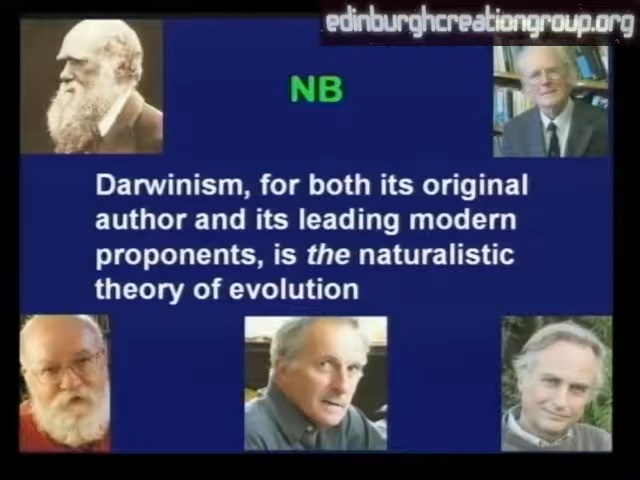 edinburghcreationgroup.org
NB
Darwinism, for both its original
author and its leading modern
proponents, is the naturalistic
theory of evolution